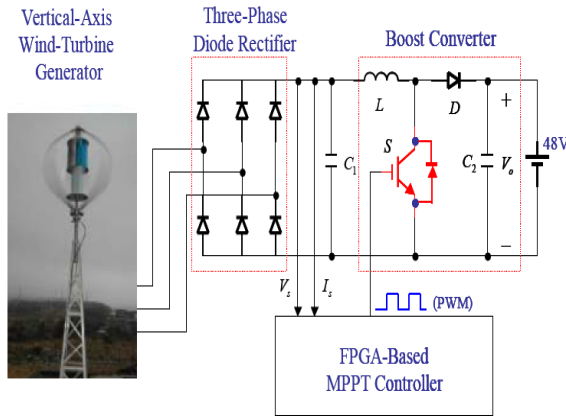 Vertical-Axis
Wind-Turbine
Generator
Three-Phase
Diode Rectifier
Boost Converter
L
D
S
C1
C2
+
Vo
−
48V
Vs
Is
(PWM)
FPGA-Based
MPPT Controller